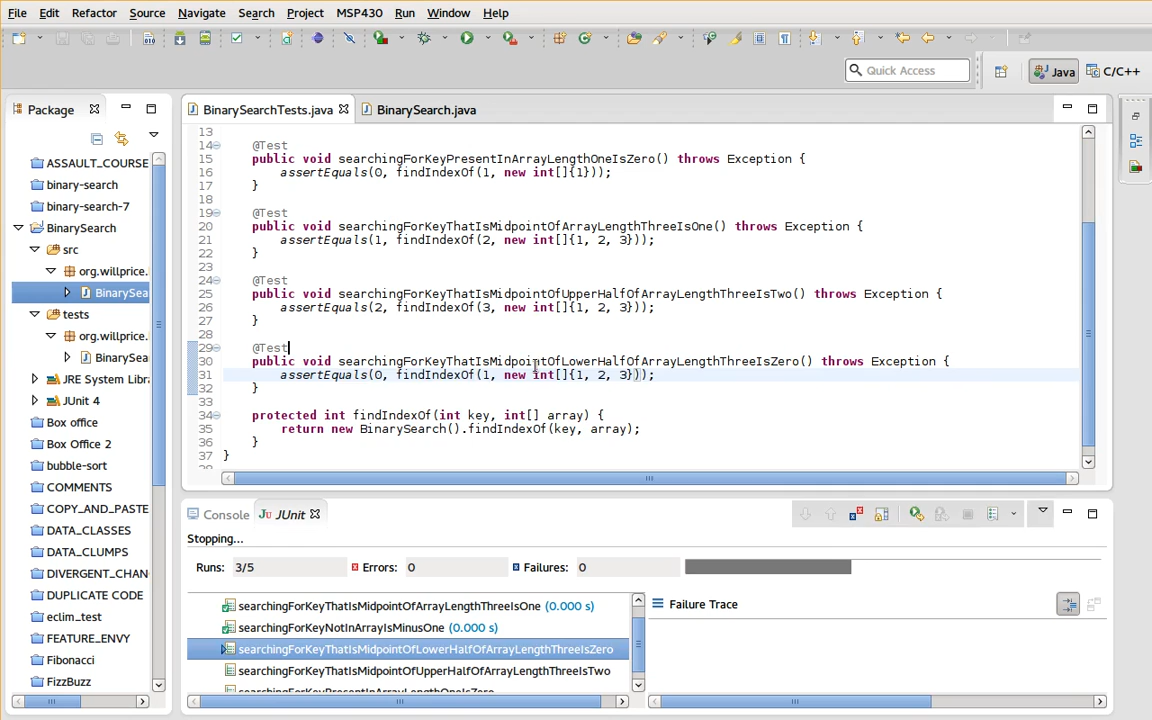 File Edit Refactor Source Navigate Search Project MSP430 Run Window Help
Quick Access
Java C/C++
Package
BinarySearchTests.java BinarySearch.java
ASSAULT_COURSE
binary-search
binary-search-7
BinarySearch
src
org.willprice.
BinarySea
tests
org.willprice.
BinarySea
JRE System Libra
JUnit 4
Box office
Box Office 2
bubble-sort
COMMENTS
COPY_AND_PASTE
DATA_CLASSES
DATA_CLUMPS
DIVERGENT_CHAN
DUPLICATE CODE
eclim_test
FEATURE_ENVY
Fibonacci
FizzBuzz
13
14 @Test
15 public void searchingForKeyPresentInArrayLengthOneIsZero() throws Exception {
16 assertEquals(0, findIndexOf(1, new int[]{1}));
17 }
18
19 @Test
20 public void searchingForKeyThatIsMidpointOfArrayLengthThreeIsOne() throws Exception {
21 assertEquals(1, findIndexOf(2, new int[]{1, 2, 3}));
22 }
23
24 @Test
25 public void searchingForKeyThatIsMidpointOfUpperHalfOfArrayLengthThreeIsTwo() throws Exception {
26 assertEquals(2, findIndexOf(3, new int[]{1, 2, 3}));
27 }
28
29 @Test
30 public void searchingForKeyThatIsMidpointOfLowerHalfOfArrayLengthThreeIsZero() throws Exception {
31 assertEquals(0, findIndexOf(1, new int[]{1, 2, 3}));
32 }
33
34 protected int findIndexOf(int key, int[] array) {
35 return new BinarySearch().findIndexOf(key, array);
36 }
37 }
Console JUnit
Stopping...
Runs: 3/5 Errors: 0 Failures: 0
searchingForKeyThatIsMidpointOfArrayLengthThreeIsOne (0.000 s)
searchingForKeyNotInArrayIsMinusOne (0.000 s)
searchingForKeyThatIsMidpointOfLowerHalfOfArrayLengthThreeIsZero
searchingForKeyThatIsMidpointOfUpperHalfOfArrayLengthThreeIsTwo
searchingForKeyPresentInArrayLengthOneIsZero
Failure Trace